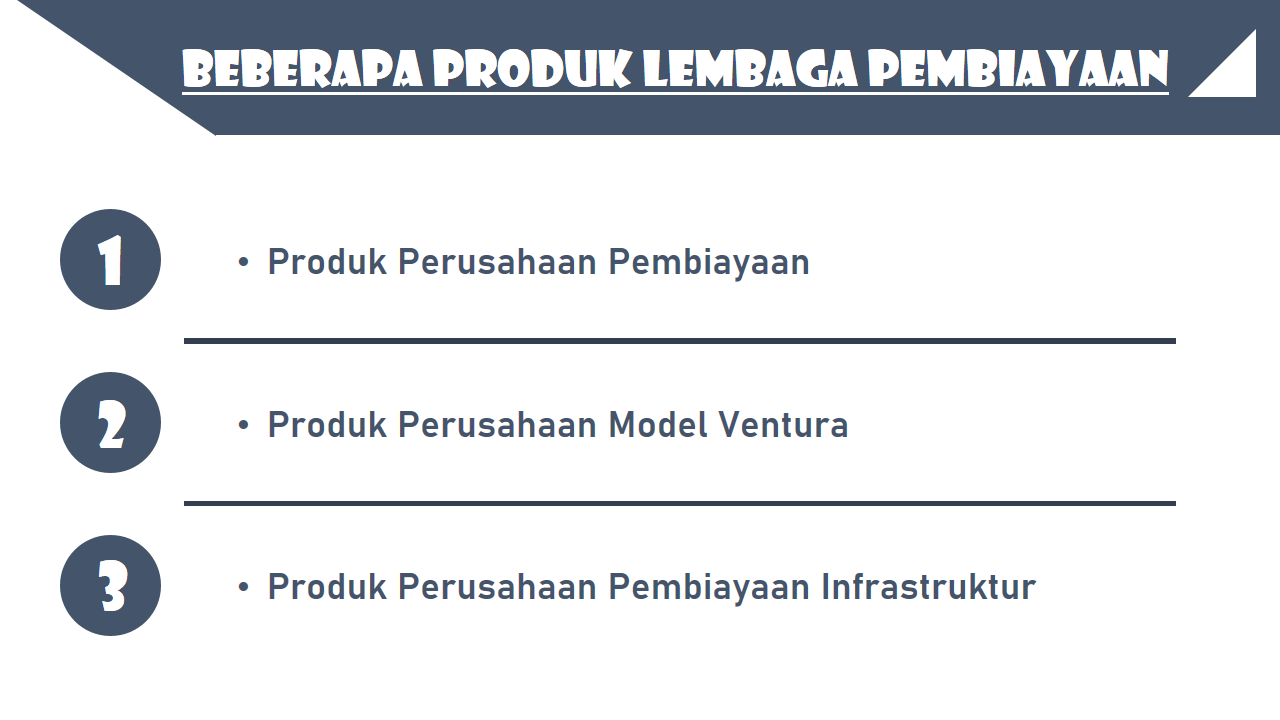 BEBERAPA PRODUK LEMBAGA PEMBIAYAAN
1
• Produk Perusahaan Pembiayaan
2
• Produk Perusahaan Model Ventura
3
• Produk Perusahaan Pembiayaan Infrastruktur